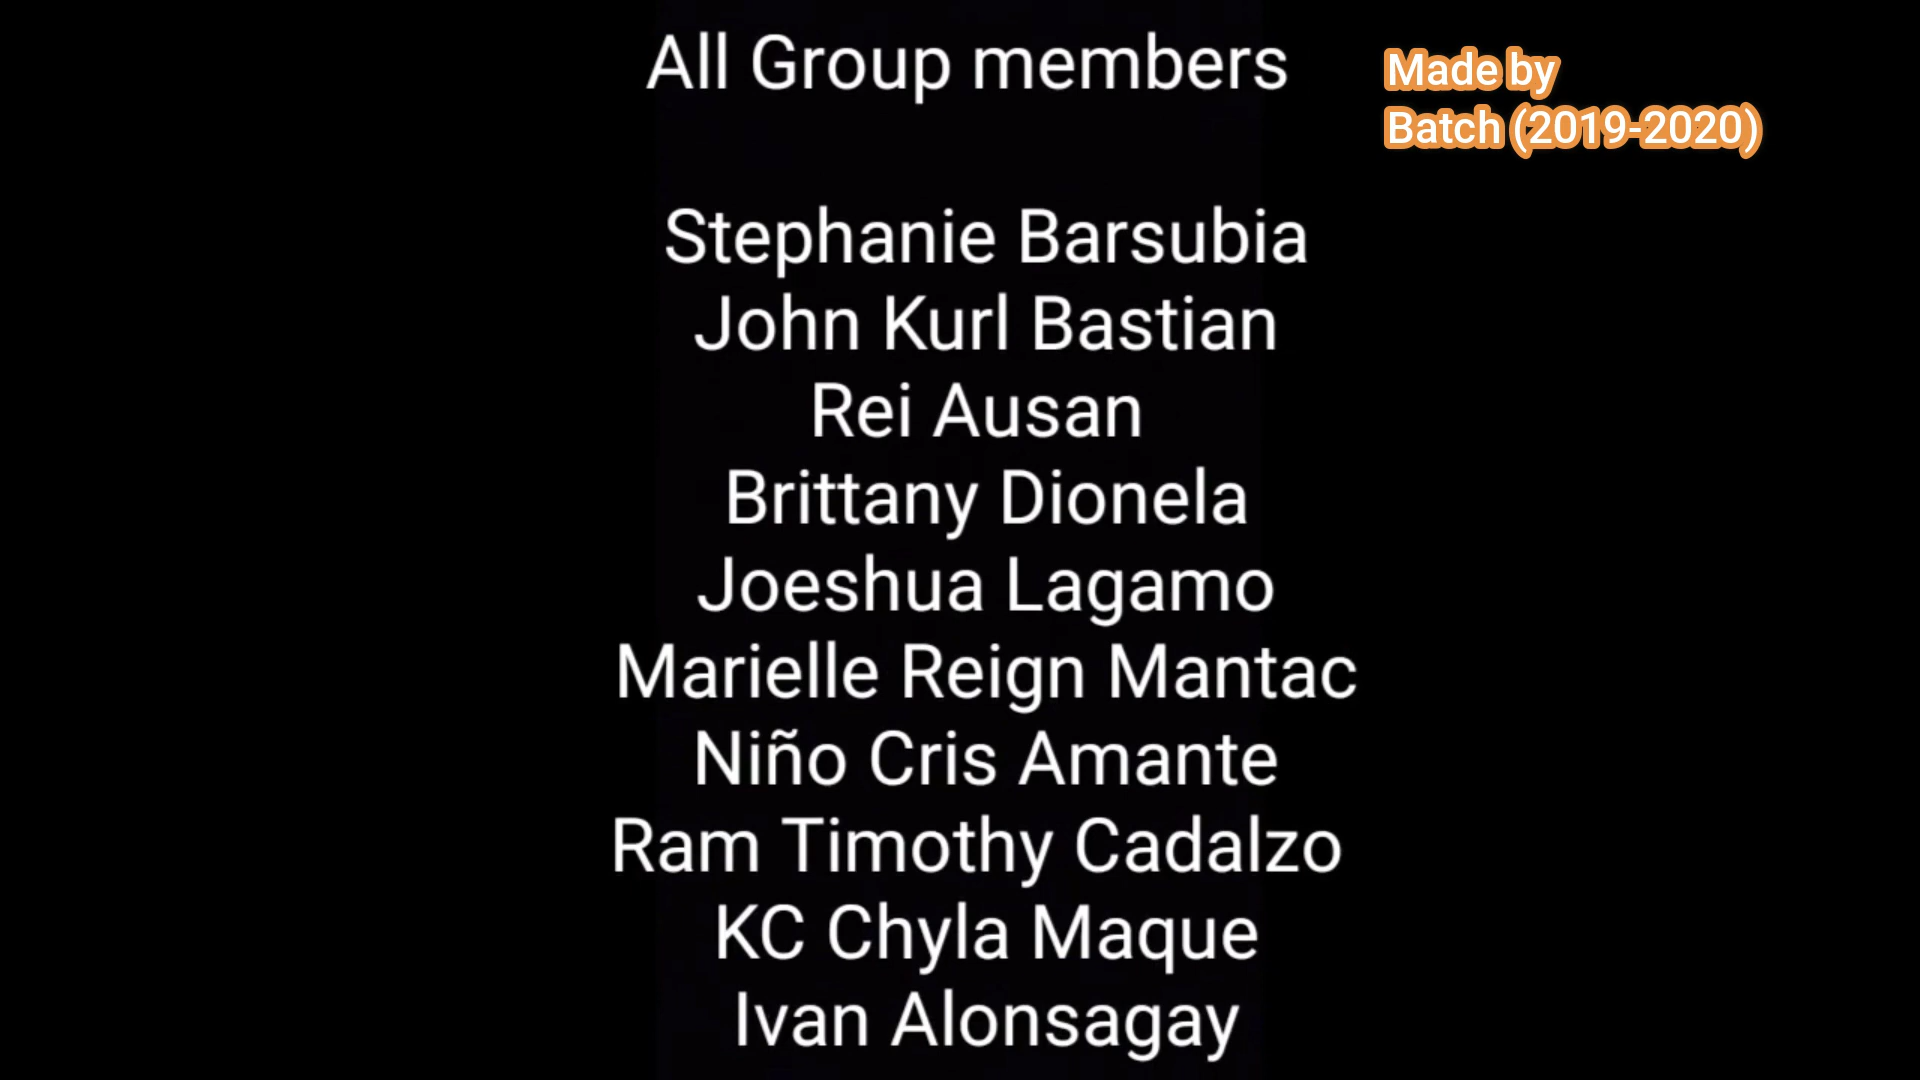 All Group members
Made by
Batch (2019-2020)
Stephanie Barsubia
John Kurl Bastian
Rei Ausan
Brittany Dionela
Joeshua Lagamo
Marielle Reign Mantac
Niño Cris Amante
Ram Timothy Cadalzo
KC Chyla Maque
Ivan Alonsagay